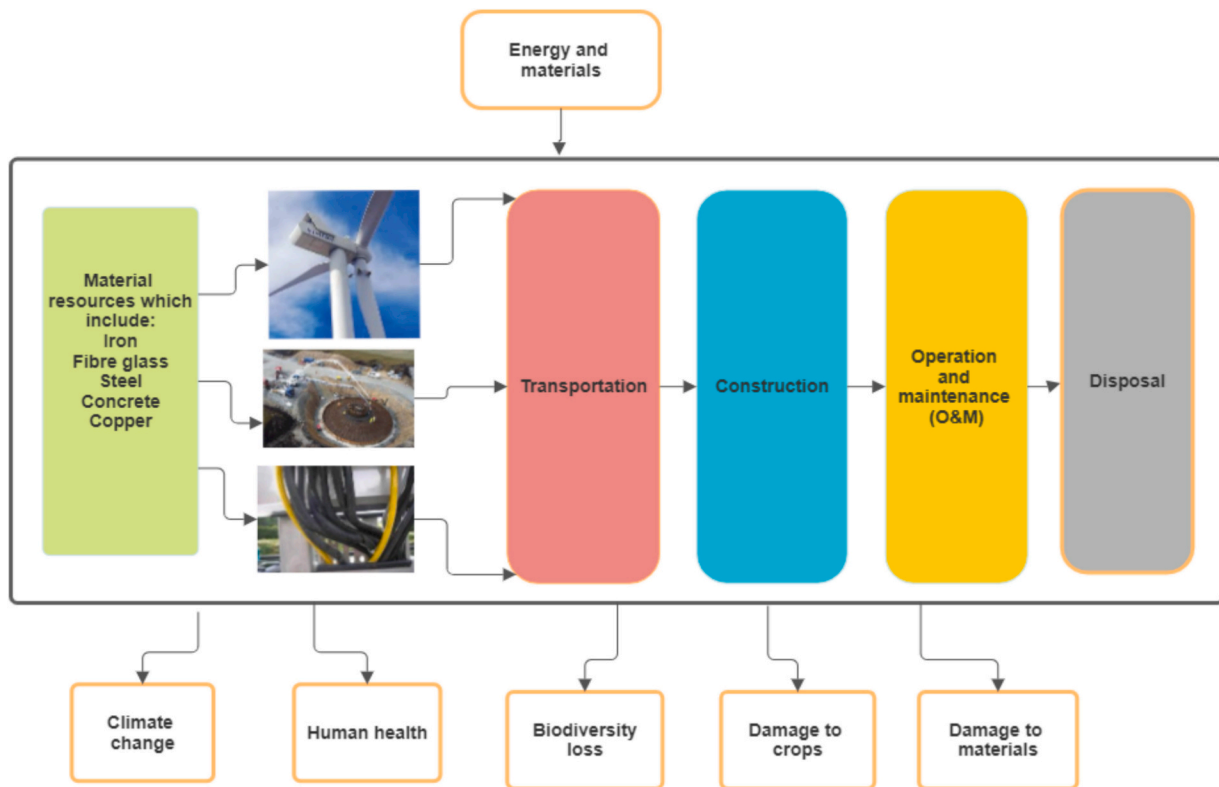 Energy and
materials
Material
resources which
include:
Iron
Fibre glass
Steel
Concrete
Copper
Transportation
Construction
Operation
and
maintenance
(O&M)
Disposal
Climate
change
Human health
Biodiversity
loss
Damage to
crops
Damage to
materials